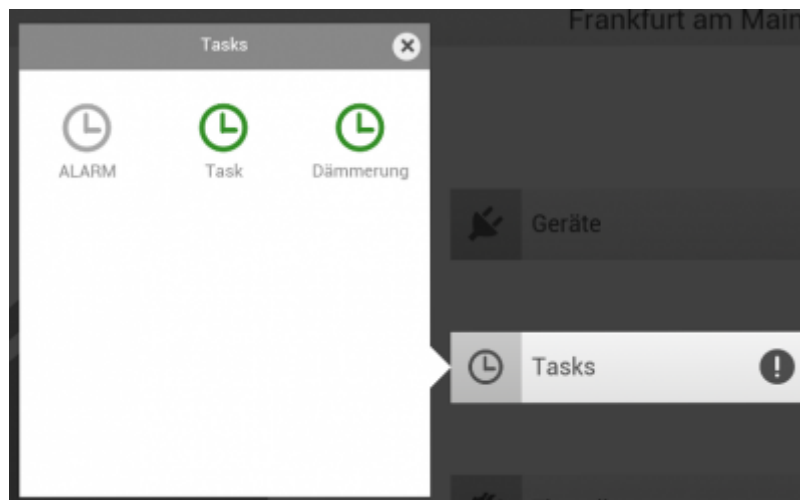 Frankfurt am Main
Tasks
ALARM
Task
Dämmerung
Geräte
Tasks